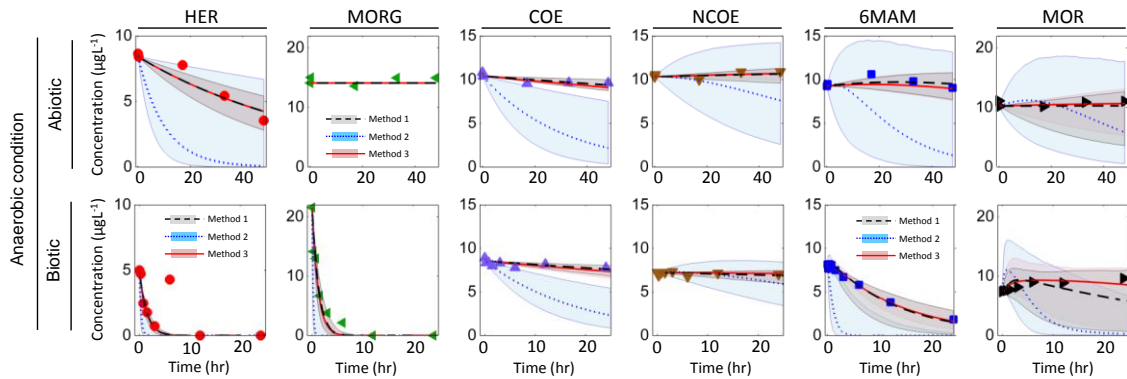 HER MORG COE NCOE 6MAM MOR
Anaerobic condition
Abiotic
Concentration (µgL⁻¹)
10 5 0
0 20 40
20 10 0
0 20 40
Method 1
Method 2
Method 3
15 10 5 0
0 20 40
15 10 5 0
0 20 40
15 10 5 0
0 20 40
20 15 10 5 0
0 20 40
Biotic
Concentration (µgL⁻¹)
10 5 0
0 10 20
Time (hr)
Method 1
Method 2
Method 3
20 10 0
0 10 20
Time (hr)
15 10 5 0
0 10 20
Time (hr)
15 10 5 0
0 10 20
Time (hr)
15 10 5 0
0 10 20
Time (hr)
Method 1
Method 2
Method 3
20 15 10 5 0
0 10 20
Time (hr)